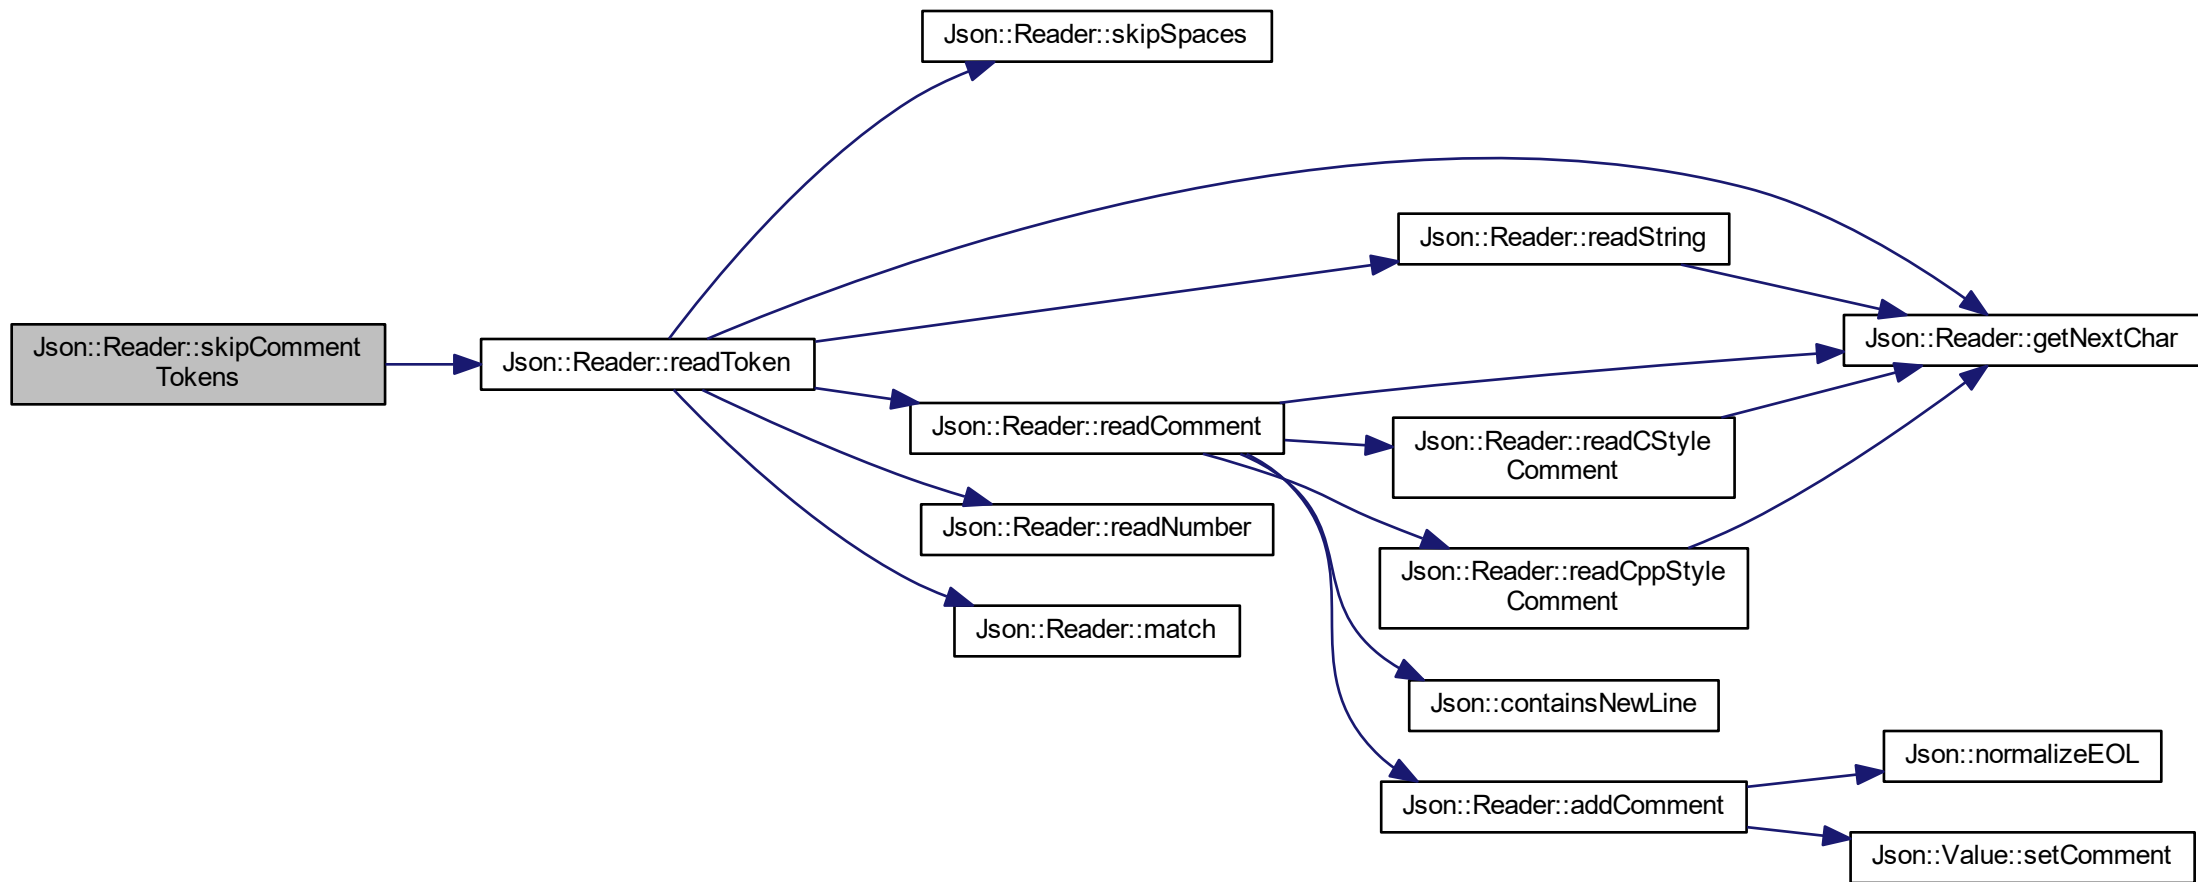 Json::Reader::skipSpaces
Json::Reader::readString
Json::Reader::skipComment
Tokens
Json::Reader::readToken
Json::Reader::getNextChar
Json::Reader::readComment
Json::Reader::readCStyle
Comment
Json::Reader::readNumber
Json::Reader::readCppStyle
Comment
Json::Reader::match
Json::containsNewLine
Json::normalizeEOL
Json::Reader::addComment
Json::Value::setComment